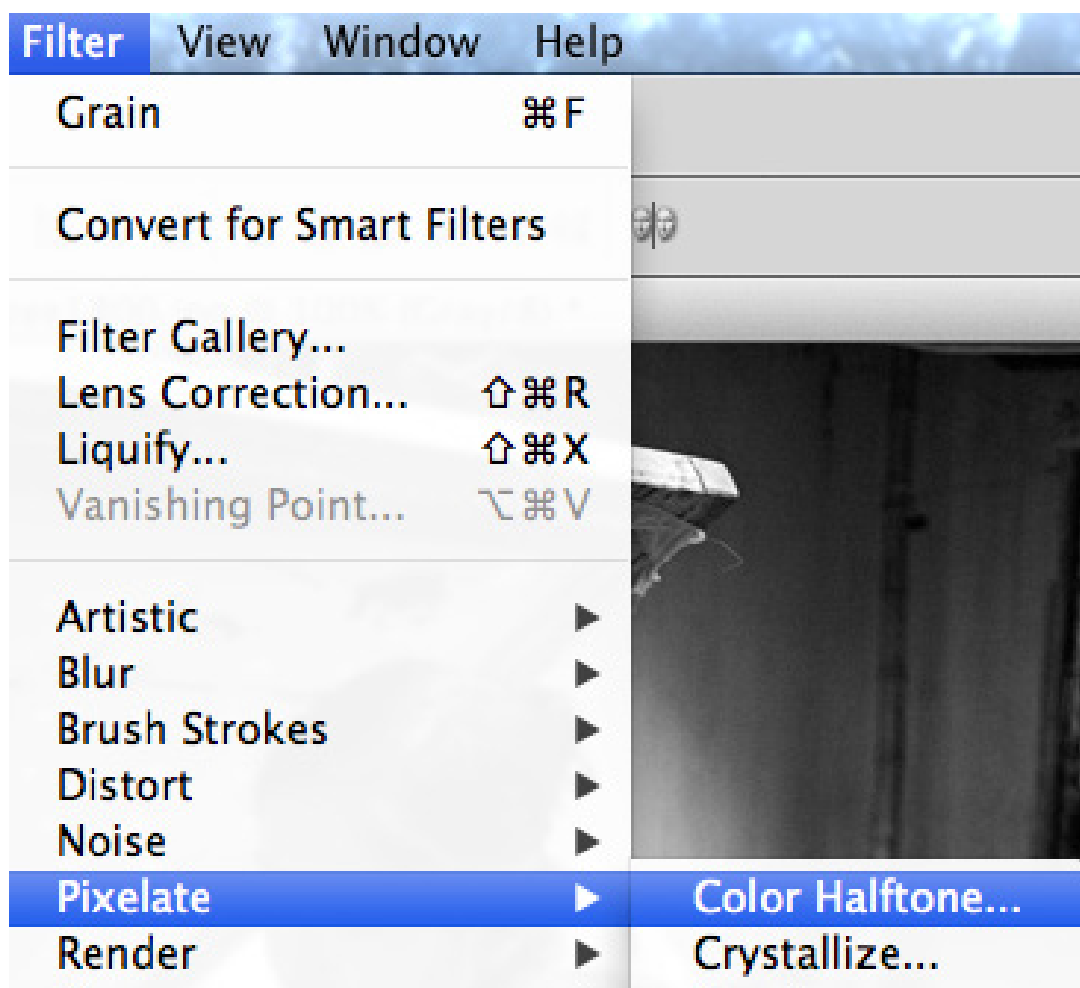 Filter View Window Help
Grain ⌘F
Convert for Smart Filters
Filter Gallery...
Lens Correction... ⇧⌘R
Liquify... ⇧⌘X
Vanishing Point... ⌥⌘V
Artistic ▶
Blur ▶
Brush Strokes ▶
Distort ▶
Noise ▶
Pixelate ▶ Color Halftone...
Render ▶ Crystallize...